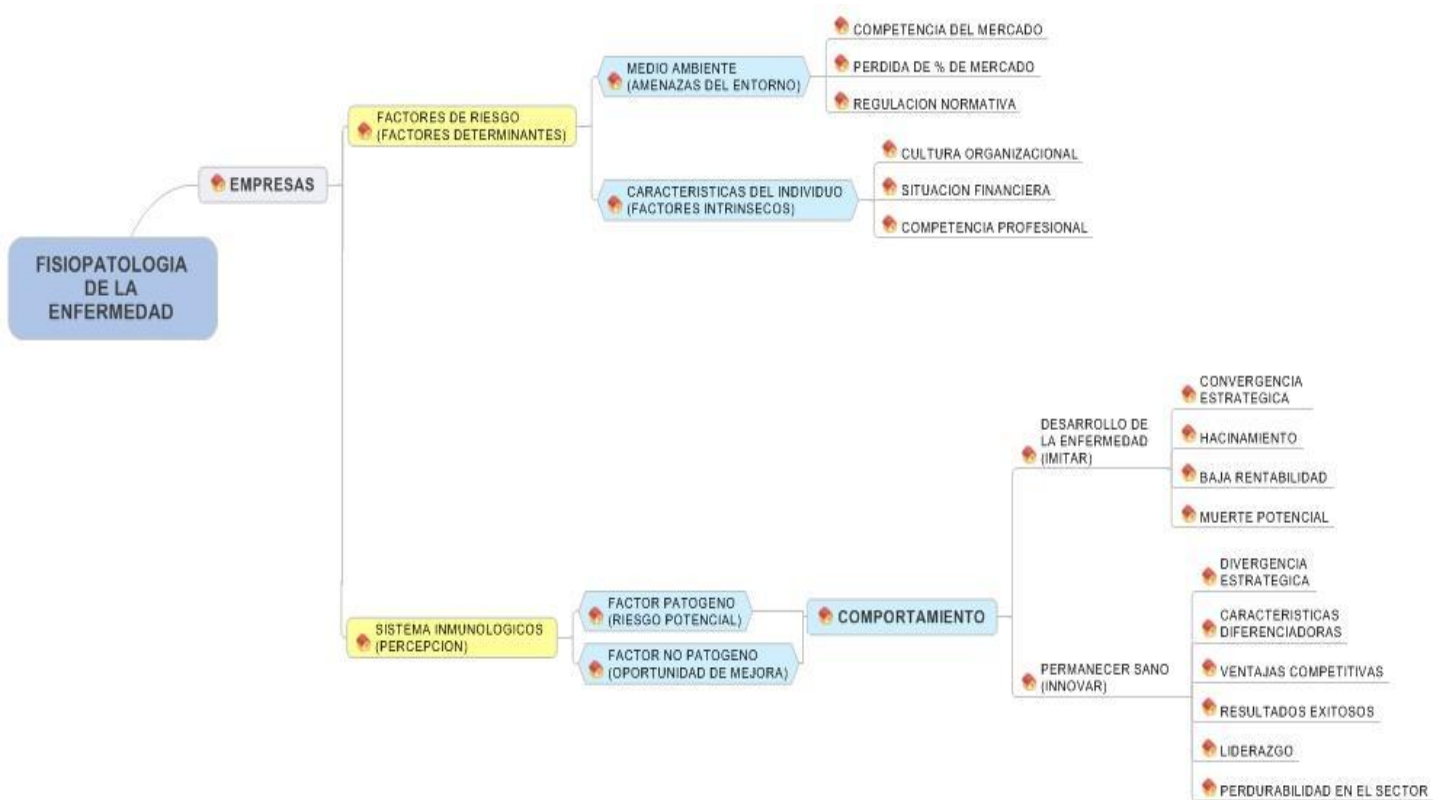 FISIOPATOLOGIA
DE LA
ENFERMEDAD
EMPRESAS
FACTORES DE RIESGO
(FACTORES DETERMINANTES)
MEDIO AMBIENTE
(AMENAZAS DEL ENTORNO)
COMPETENCIA DEL MERCADO
PERDIDA DE % DE MERCADO
REGULACION NORMATIVA
CARACTERISTICAS DEL INDIVIDUO
(FACTORES INTRINSECOS)
CULTURA ORGANIZACIONAL
SITUACION FINANCIERA
COMPETENCIA PROFESIONAL
SISTEMA INMUNOLOGICOS
(PERCEPCION)
FACTOR PATOGENO
(RIESGO POTENCIAL)
FACTOR NO PATOGENO
(OPORTUNIDAD DE MEJORA)
COMPORTAMIENTO
DESARROLLO DE
LA ENFERMEDAD
(IMITAR)
CONVERGENCIA
ESTRATEGICA
HACINAMIENTO
BAJA RENTABILIDAD
MUERTE POTENCIAL
PERMANECER SANO
(INNOVAR)
DIVERGENCIA
ESTRATEGICA
CARACTERISTICAS
DIFERENCIADORAS
VENTAJAS COMPETITIVAS
RESULTADOS EXITOSOS
LIDERAZGO
PERDURABILIDAD EN EL SECTOR